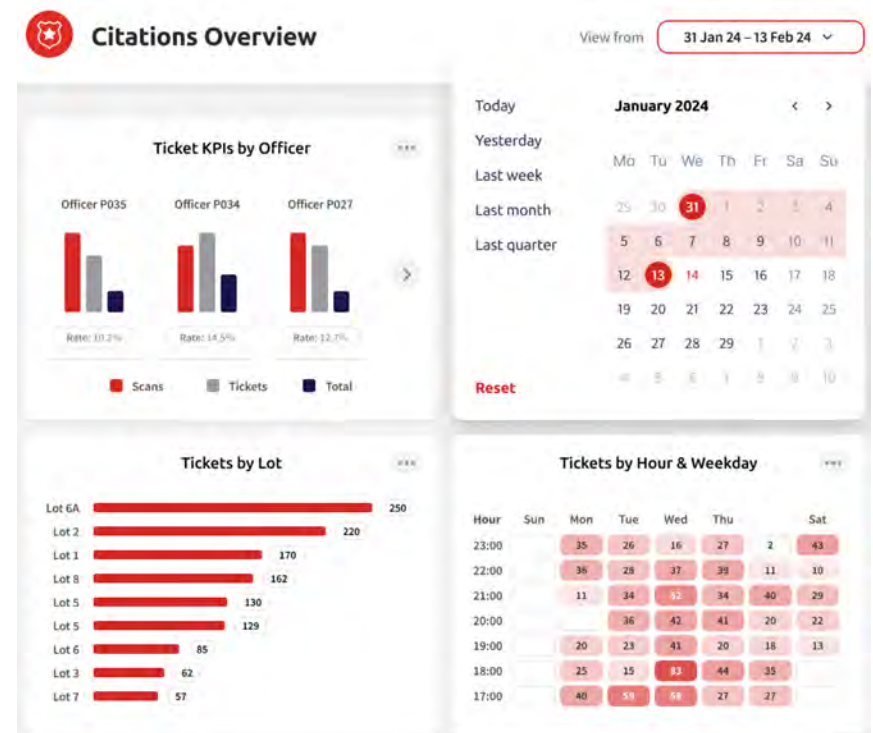 Citations Overview
View from 31 Jan 24 – 13 Feb 24
Ticket KPIs by Officer
Officer P035 Officer P034 Officer P027
Rate: 10.2% Rate: 14.5% Rate: 12.7%
Scans Tickets Total
Today
Yesterday
Last week
Last month
Last quarter
Reset
January 2024
Mo Tu We Th Fr Sa Su
29 30 31 1 2 3 4
5 6 7 8 9 10 11
12 13 14 15 16 17 18
19 20 21 22 23 24 25
26 27 28 29 1 2 3
5 6 9 10
Tickets by Lot
Lot 6A 250
Lot 2 220
Lot 1 170
Lot 8 162
Lot 5 130
Lot 5 129
Lot 6 85
Lot 3 62
Lot 7 57
Tickets by Hour & Weekday
Hour Sun Mon Tue Wed Thu Sat
23:00 35 26 16 27 2 43
22:00 36 28 37 39 11 10
21:00 11 34 52 34 40 29
20:00 36 42 41 20 22
19:00 20 23 41 20 18 13
18:00 25 15 83 44 35
17:00 40 59 58 27 27